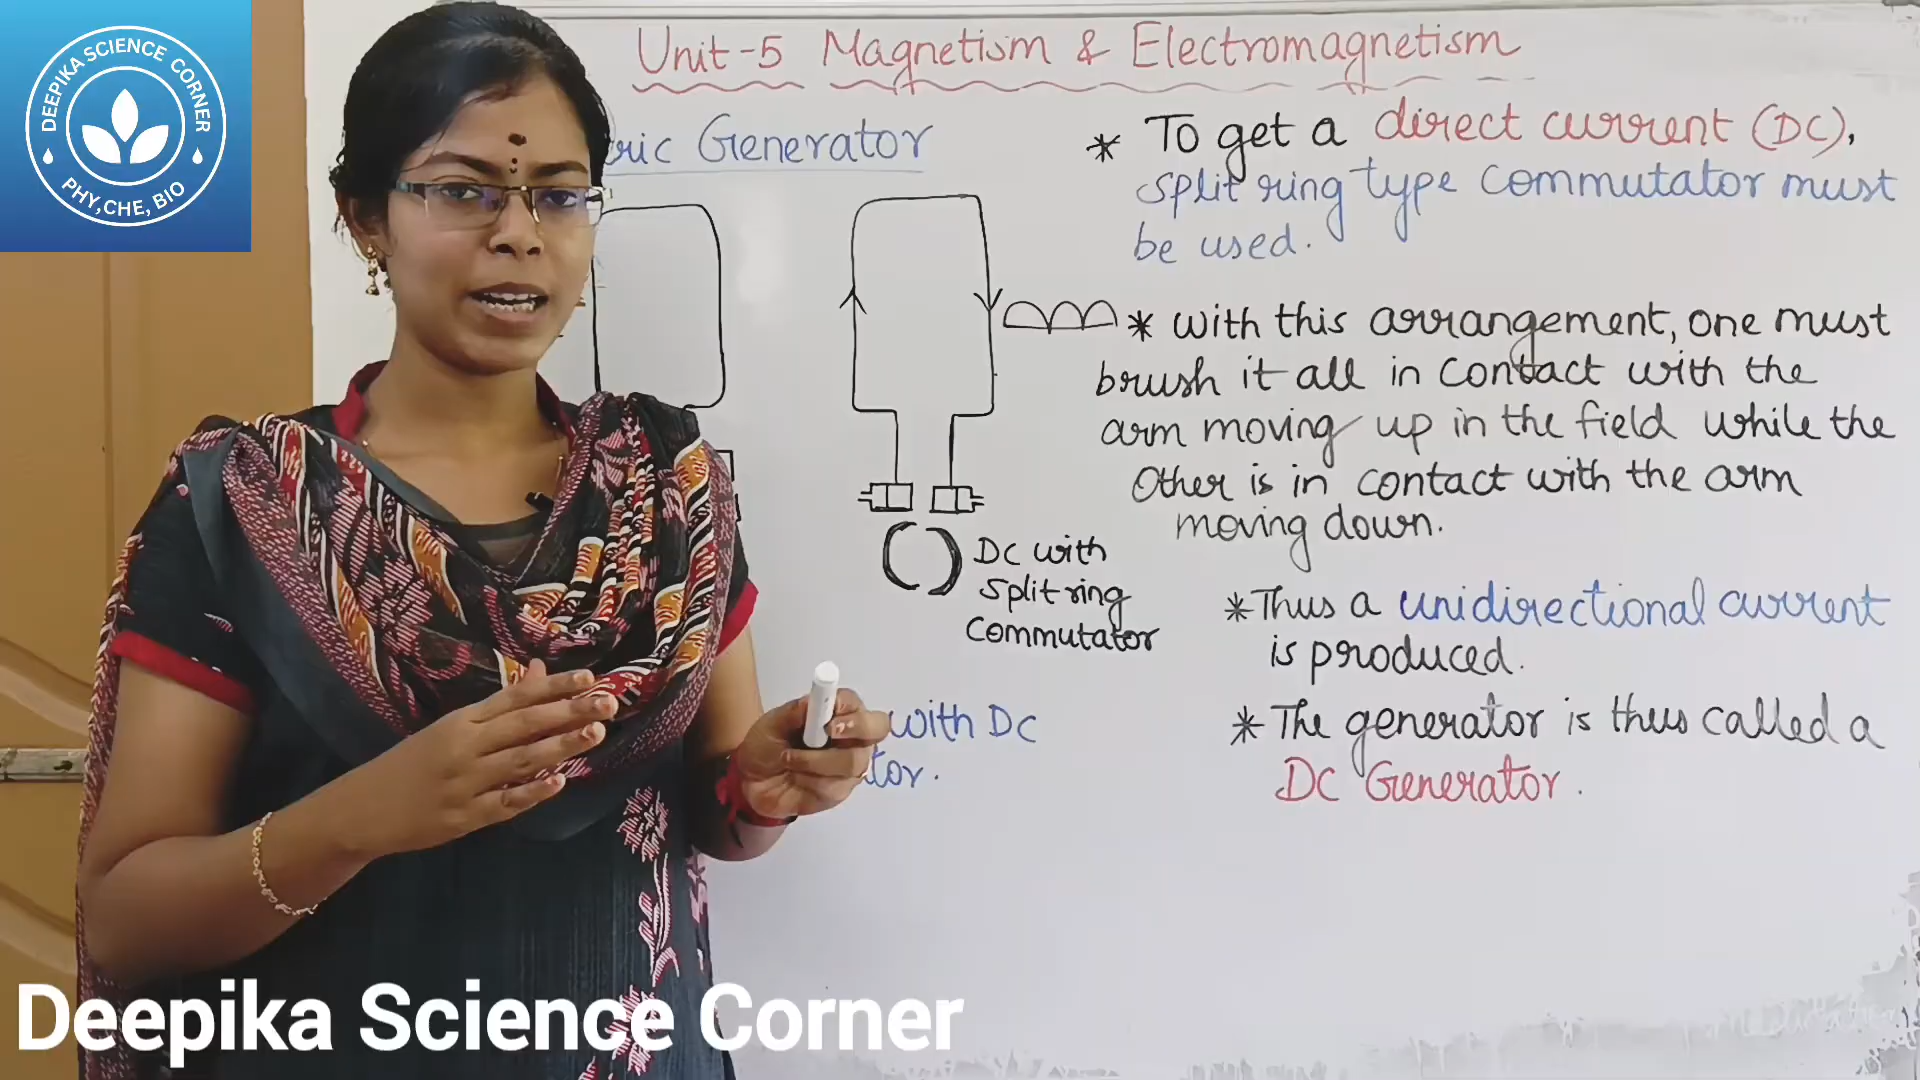 DEEPIKA SCIENCE CORNER
PHY,CHE, BIO
Unit-5 Magnetism & Electromagnetism
ric Generator
* To get a direct current (DC),
split ring type commutator must
be used.
* with this arrangement, one must
brush it all in contact with the
arm moving up in the field while the
other is in contact with the arm
moving down.
DC with
split ring
commutator
* Thus a unidirectional current
is produced.
* The generator is thus called a
DC Generator.
with DC
tor.
Deepika Science Corner